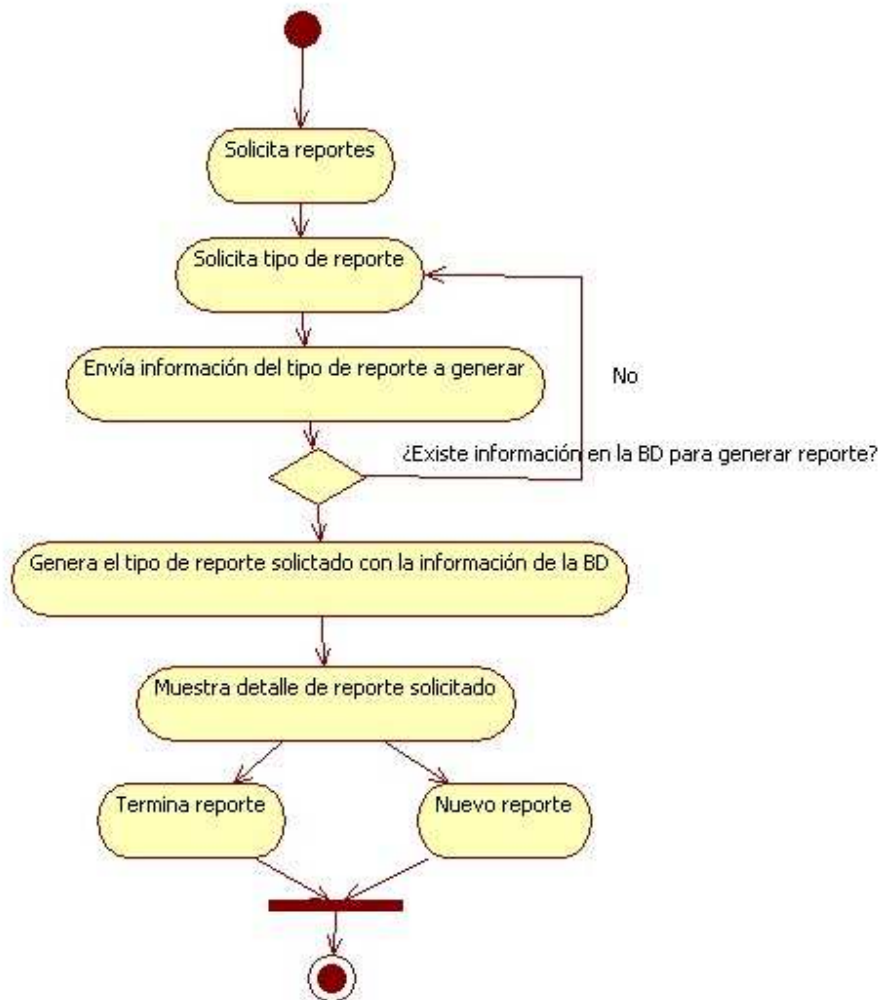 Solicita reportes
Solicita tipo de reporte
Envía información del tipo de reporte a generar
No
¿Existe información en la BD para generar reporte?
Genera el tipo de reporte solictado con la información de la BD
Muestra detalle de reporte solicitado
Termina reporte
Nuevo reporte